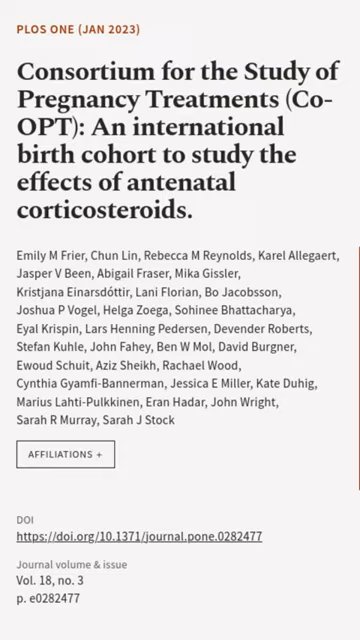 PLOS ONE (JAN 2023)
Consortium for the Study of
Pregnancy Treatments (Co-
OPT): An international
birth cohort to study the
effects of antenatal
corticosteroids.
Emily M Frier, Chun Lin, Rebecca M Reynolds, Karel Allegaert,
Jasper V Been, Abigail Fraser, Mika Gissler,
Kristjana Einarsdóttir, Lani Florian, Bo Jacobsson,
Joshua P Vogel, Helga Zoega, Sohinee Bhattacharya,
Eyal Krispin, Lars Henning Pedersen, Devender Roberts,
Stefan Kuhle, John Fahey, Ben W Mol, David Burgner,
Ewoud Schuit, Aziz Sheikh, Rachael Wood,
Cynthia Gyamfi-Bannerman, Jessica E Miller, Kate Duhig,
Marius Lahti-Pulkkinen, Eran Hadar, John Wright,
Sarah R Murray, Sarah J Stock
AFFILIATIONS +
DOI
https://doi.org/10.1371/journal.pone.0282477
Journal volume & issue
Vol. 18, no. 3
p. e0282477